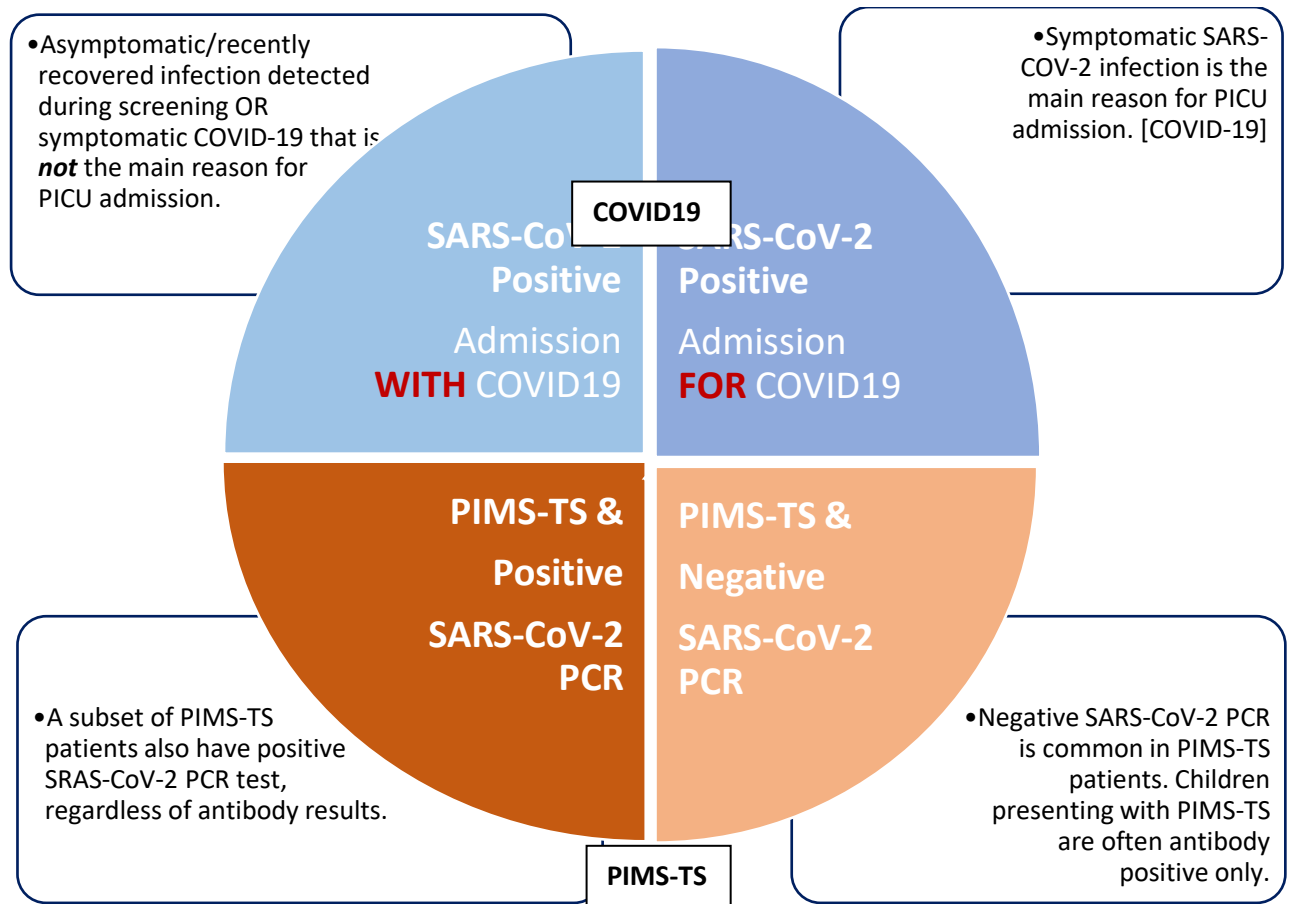 •Asymptomatic/recently
recovered infection detected
during screening OR
symptomatic COVID-19 that is
not the main reason for
PICU admission.
•Symptomatic SARS-
COV-2 infection is the
main reason for PICU
admission. [COVID-19]
COVID19
SARS-CoV-2
Positive
Admission
WITH COVID19
SARS-CoV-2
Positive
Admission
FOR COVID19
PIMS-TS &
Positive
SARS-CoV-2
PCR
PIMS-TS &
Negative
SARS-CoV-2
PCR
•A subset of PIMS-TS
patients also have positive
SRAS-CoV-2 PCR test,
regardless of antibody results.
•Negative SARS-CoV-2 PCR
is common in PIMS-TS
patients. Children
presenting with PIMS-TS
are often antibody
positive only.
PIMS-TS